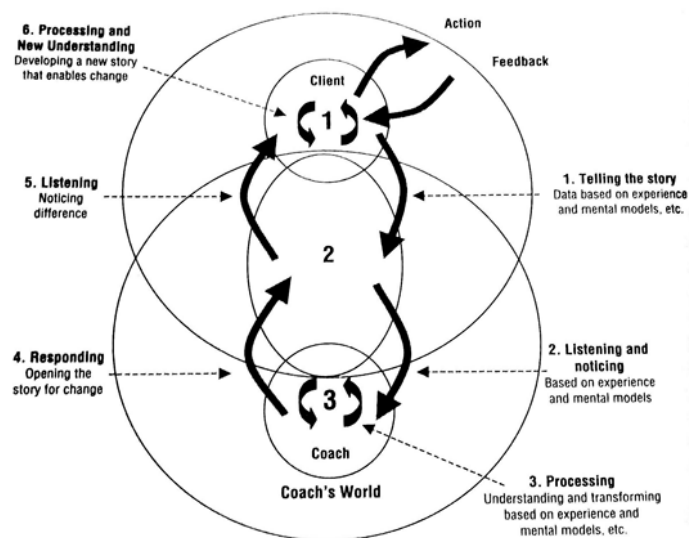 6. Processing and
New Understanding
Developing a new story
that enables change
Action
Feedback
Client
1
5. Listening
Noticing
difference
1. Telling the story
Data based on experience
and mental models, etc.
2
4. Responding
Opening the
story for change
2. Listening and
noticing
Based on experience
and mental models
3
Coach
Coach's World
3. Processing
Understanding and transforming
based on experience and
mental models, etc.